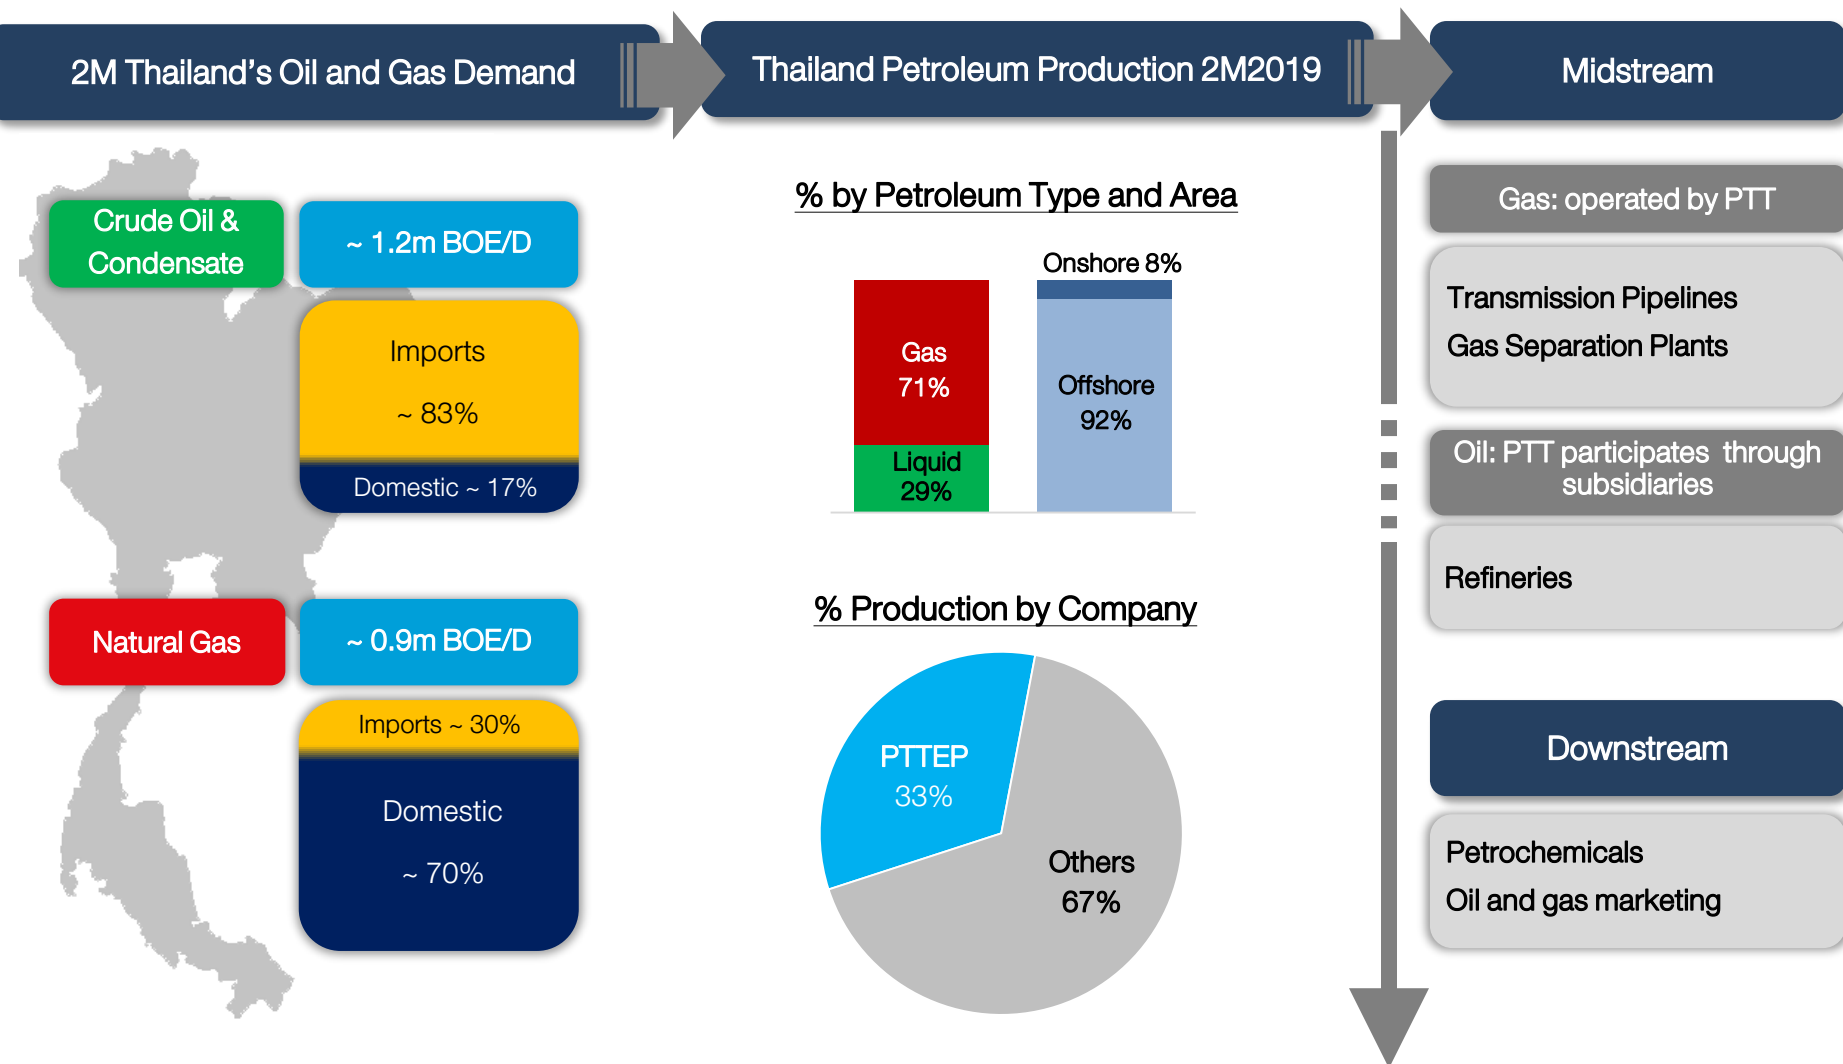 2M Thailand's Oil and Gas Demand
Thailand Petroleum Production 2M2019
Midstream
Crude Oil &
Condensate
~ 1.2m BOE/D
Imports
~ 83%
Domestic ~ 17%
Natural Gas
~ 0.9m BOE/D
Imports ~ 30%
Domestic
~ 70%
% by Petroleum Type and Area
Gas
71%
Liquid
29%
Onshore 8%
Offshore
92%
% Production by Company
PTTEP
33%
Others
67%
Gas: operated by PTT
Transmission Pipelines
Gas Separation Plants
Oil: PTT participates through
subsidiaries
Refineries
Downstream
Petrochemicals
Oil and gas marketing